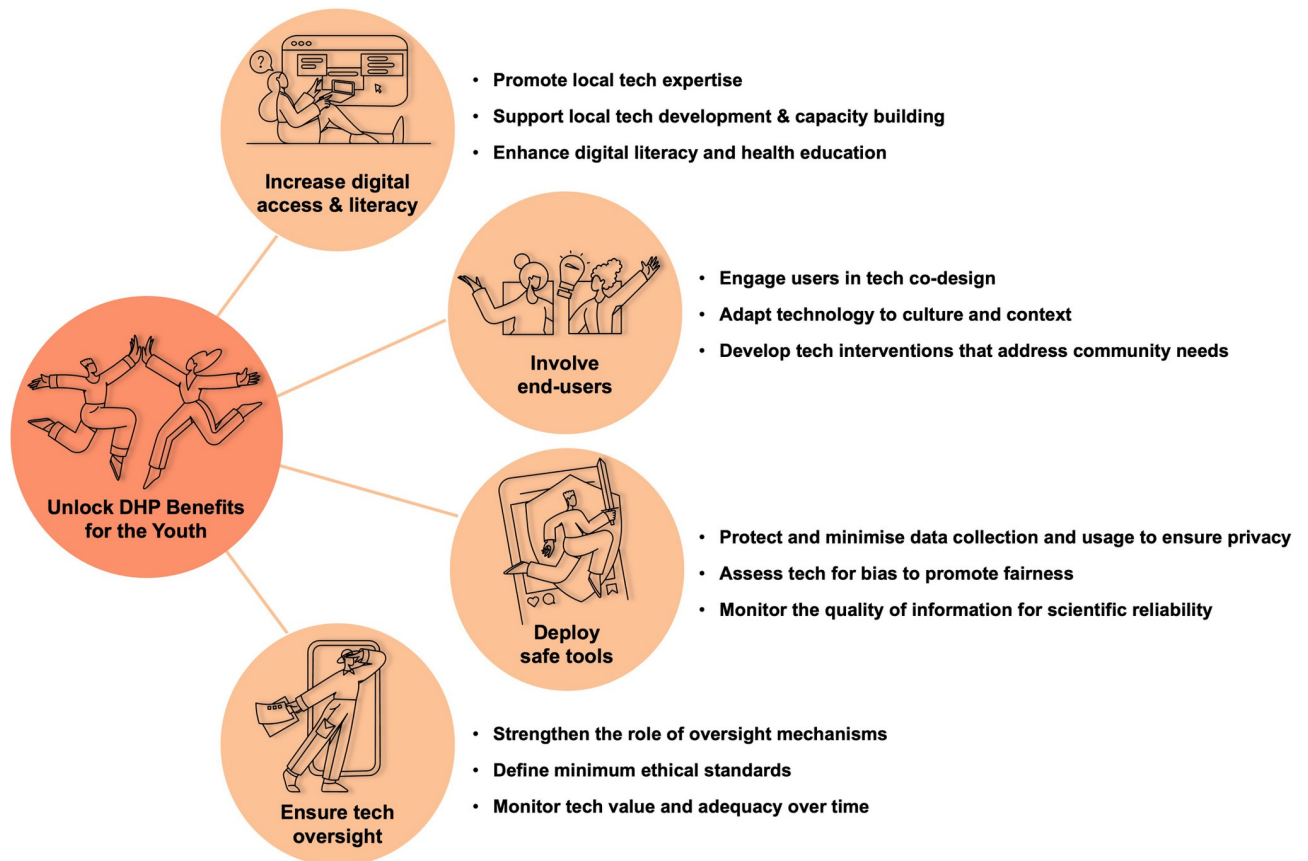 ?
• Promote local tech expertise
• Support local tech development & capacity building
• Enhance digital literacy and health education
Increase digital
access & literacy
• Engage users in tech co-design
• Adapt technology to culture and context
• Develop tech interventions that address community needs
Involve
end-users
Unlock DHP Benefits
for the Youth
• Protect and minimise data collection and usage to ensure privacy
• Assess tech for bias to promote fairness
• Monitor the quality of information for scientific reliability
Deploy
safe tools
• Strengthen the role of oversight mechanisms
• Define minimum ethical standards
• Monitor tech value and adequacy over time
Ensure tech
oversight